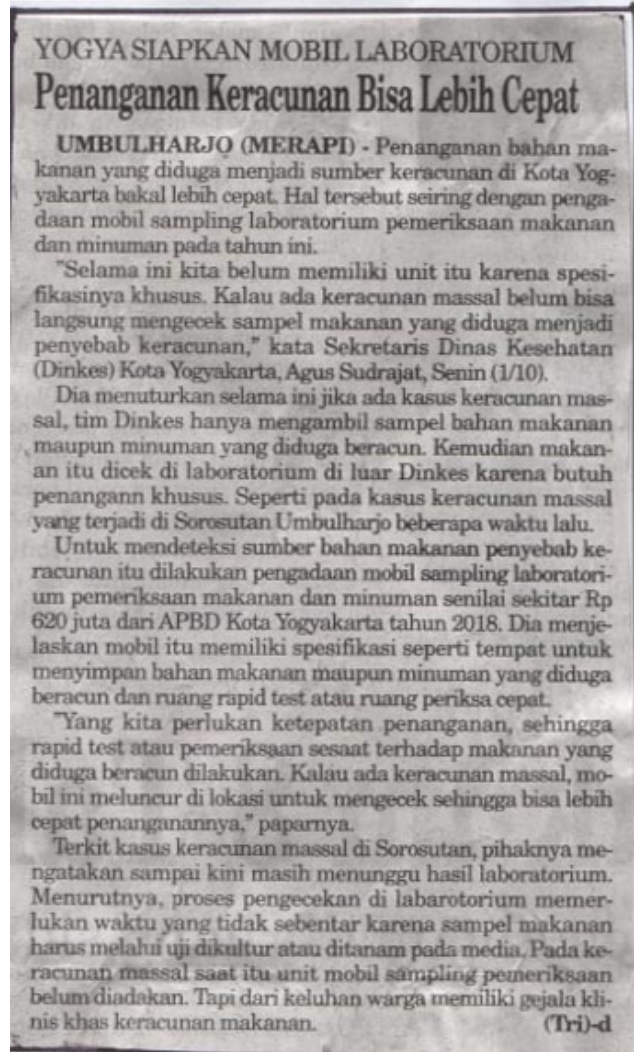 YOGYA SIAPKAN MOBIL LABORATORIUM
Penanganan Keracunan Bisa Lebih Cepat
UMBULHARJO (MERAPI) - Penanganan bahan ma-
kanan yang diduga menjadi sumber keracunan di Kota Yog-
yakarta bakal lebih cepat. Hal tersebut seiring dengan penga-
daan mobil sampling laboratorium pemeriksaan makanan
dan minuman pada tahun ini.
"Selama ini kita belum memiliki unit itu karena spesi-
fikasinya khusus. Kalau ada keracunan massal belum bisa
langsung mengecek sampel makanan yang diduga menjadi
penyebab keracunan," kata Sekretaris Dinas Kesehatan
(Dinkes) Kota Yogyakarta, Agus Sudrajat, Senin (1/10).
Dia menuturkan selama ini jika ada kasus keracunan mas-
sal, tim Dinkes hanya mengambil sampel bahan makanan
maupun minuman yang diduga beracun. Kemudian makan-
an itu dicek di laboratorium di luar Dinkes karena butuh
penangann khusus. Seperti pada kasus keracunan massal
yang terjadi di Sorosutan Umbulharjo beberapa waktu lalu.
Untuk mendeteksi sumber bahan makanan penyebab ke-
racunan itu dilakukan pengadaan mobil sampling laboratori-
um pemeriksaan makanan dan minuman senilai sekitar Rp
620 juta dari APBD Kota Yogyakarta tahun 2018. Dia menje-
laskan mobil itu memiliki spesifikasi seperti tempat untuk
menyimpan bahan makanan maupun minuman yang diduga
beracun dan ruang rapid test atau ruang periksa cepat.
"Yang kita perlukan ketepatan penanganan, sehingga
rapid test atau pemeriksaan sesaat terhadap makanan yang
diduga beracun dilakukan. Kalau ada keracunan massal, mo-
bil ini meluncur di lokasi untuk mengecek sehingga bisa lebih
cepat penanganannya," paparnya.
Terkit kasus keracunan massal di Sorosutan, pihaknya me-
ngatakan sampai kini masih menunggu hasil laboratorium.
Menurutnya, proses pengecekan di labarotorium memer-
lukan waktu yang tidak sebentar karena sampel makanan
harus melalui uji dikultur atau ditanam pada media. Pada ke-
racunan massal saat itu unit mobil sampling pemeriksaan
belum diadakan. Tapi dari keluhan warga memiliki gejala kli-
nis khas keracunan makanan. (Tri)-d